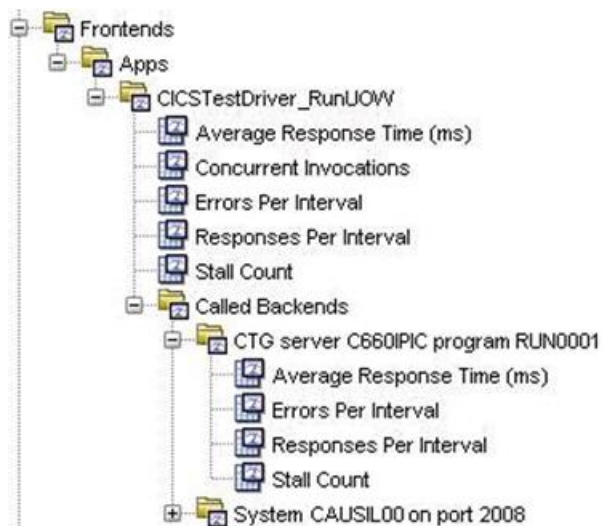 Frontends
Apps
CICSTestDriver_RunUOW
Average Response Time (ms)
Concurrent Invocations
Errors Per Interval
Responses Per Interval
Stall Count
Called Backends
CTG server C660IPIC program RUN0001
Average Response Time (ms)
Errors Per Interval
Responses Per Interval
Stall Count
System CAUSIL00 on port 2008